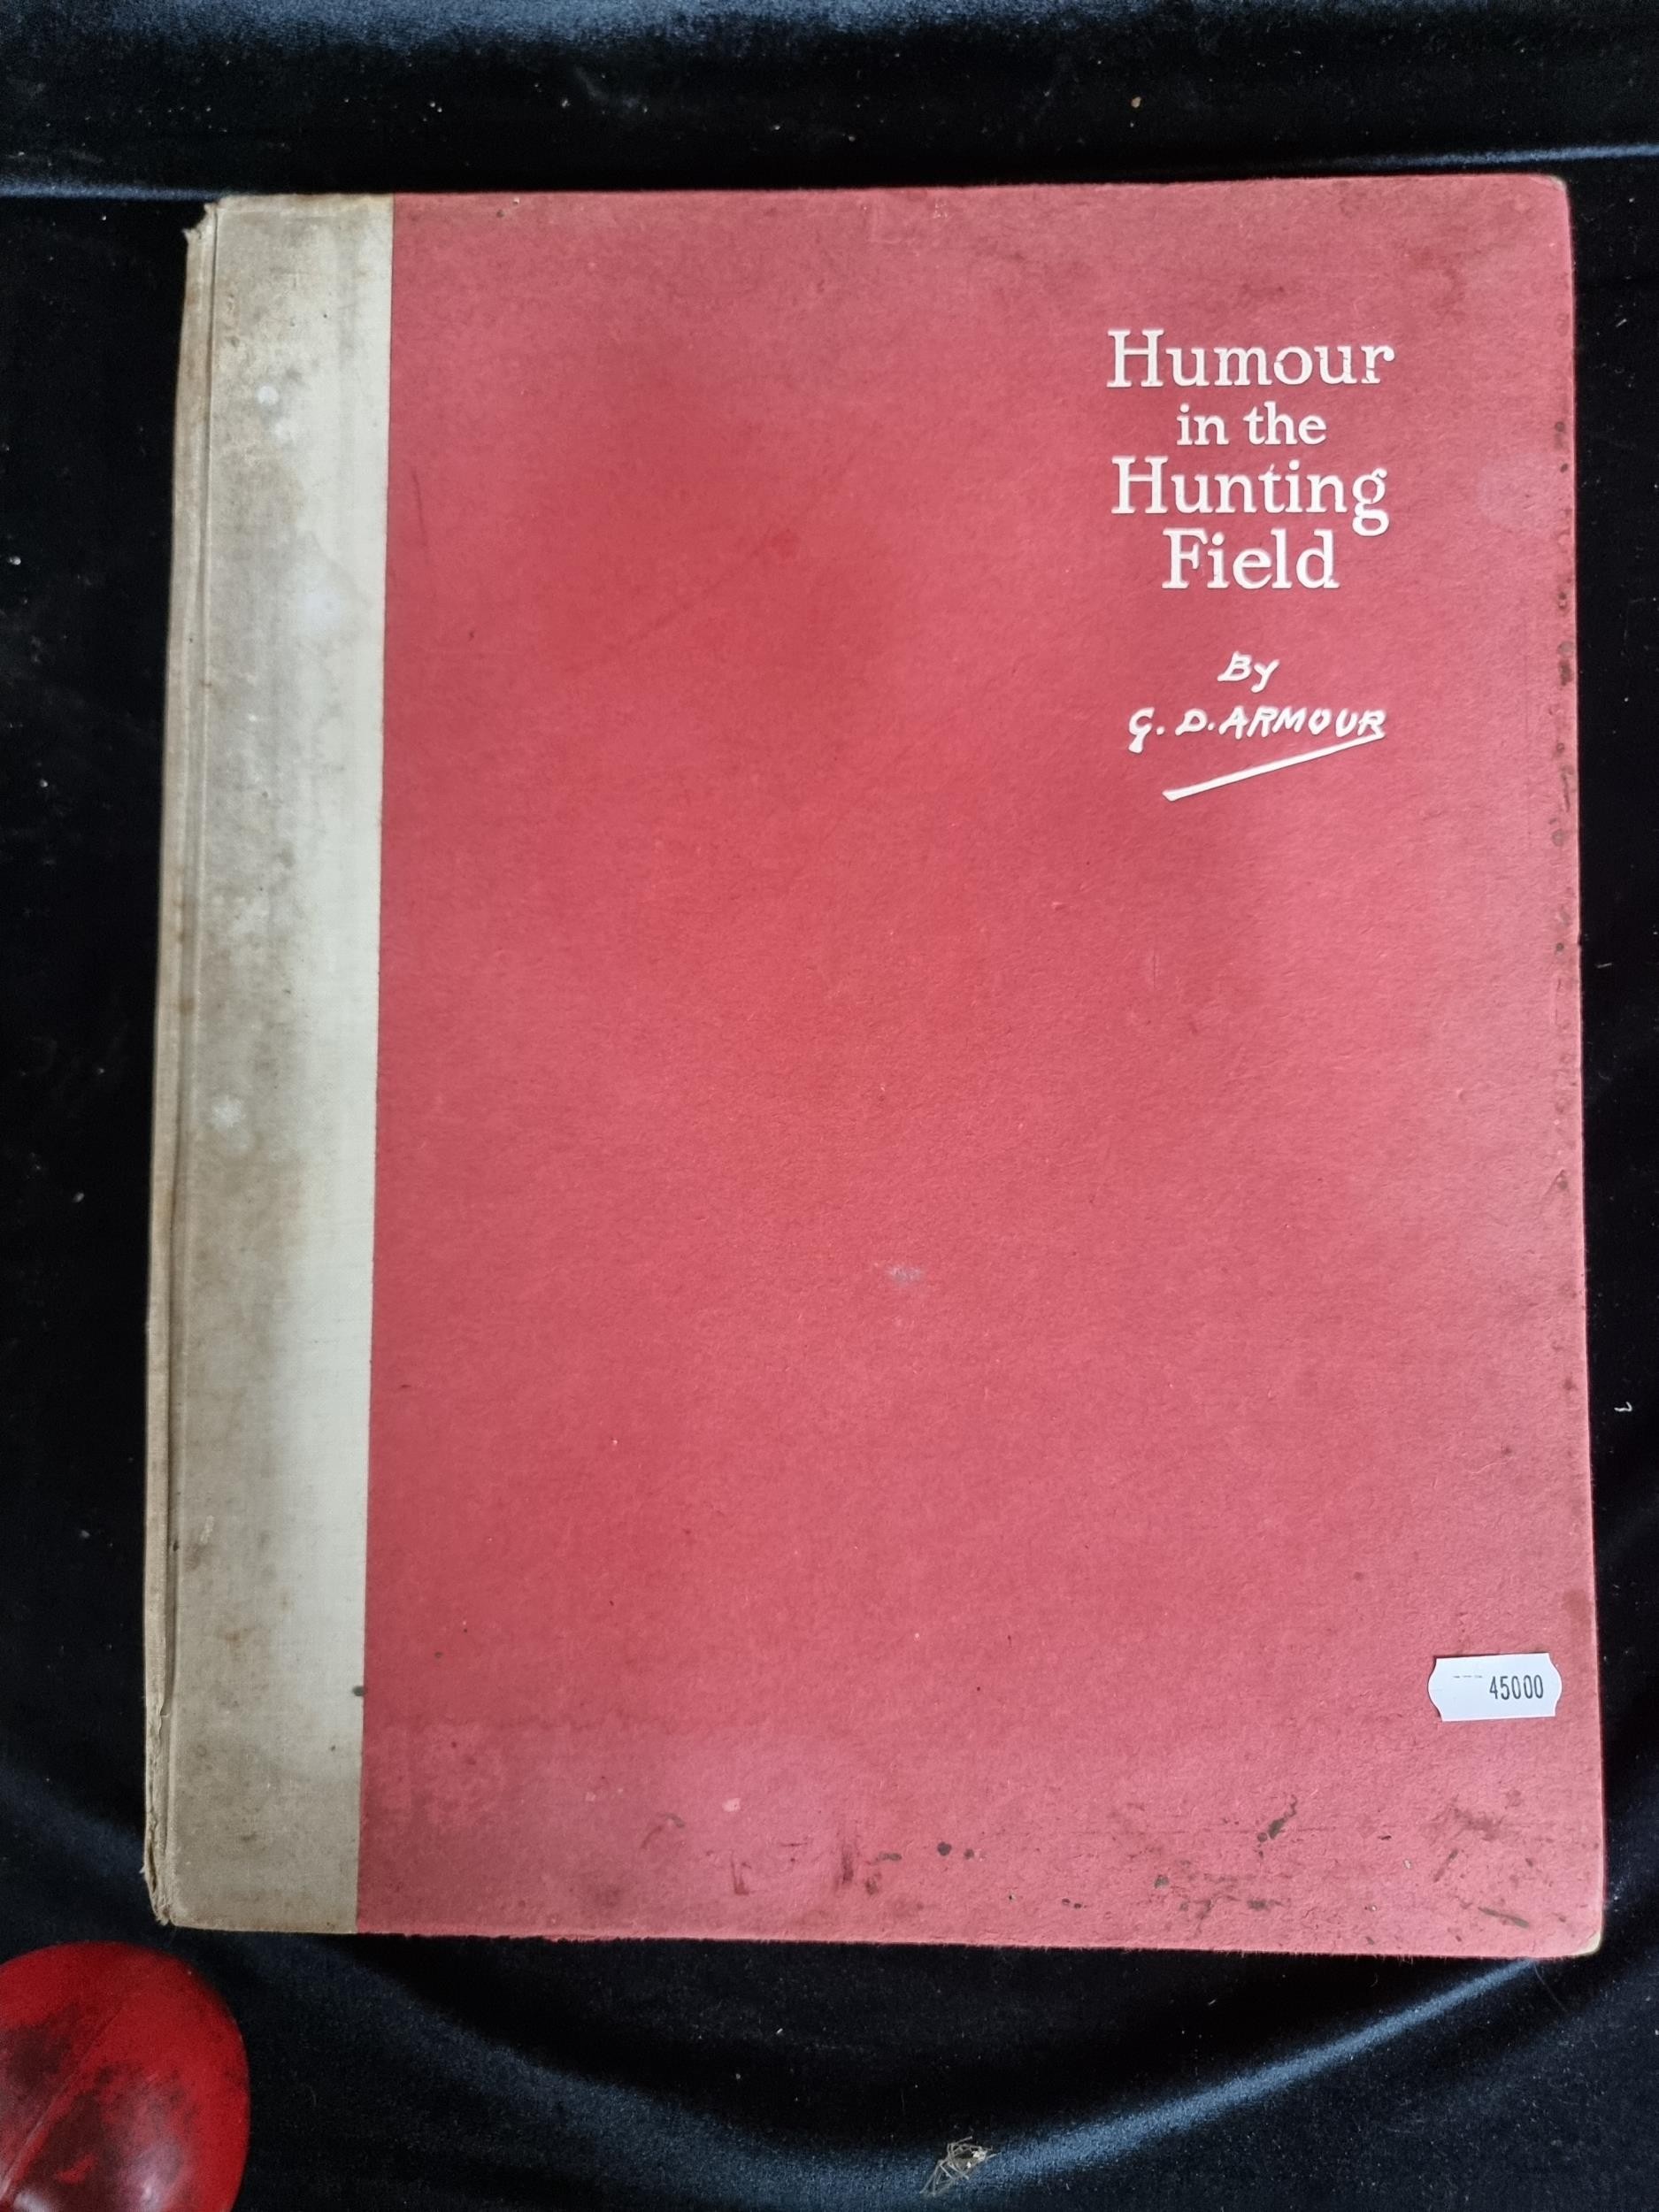 Humour
in the
Hunting
Field
By
G. D. ARMOUR
45000